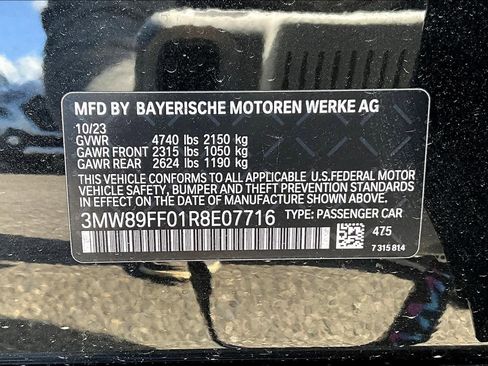 MFD BY BAYERISCHE MOTOREN WERKE AG
10/23
GVWR 4740 lbs 2150 kg
GAWR FRONT 2315 lbs 1050 kg
GAWR REAR 2624 lbs 1190 kg
THIS VEHICLE CONFORMS TO ALL APPLICABLE U.S.FEDERAL MOTOR
VEHICLE SAFETY, BUMPER AND THEFT PREVENTION STANDARDS
IN EFFECT ON THE DATE OF MANUFACTURE SHOWN ABOVE.
3MW89FF01R8E07716 TYPE: PASSENGER CAR
475
7 315 814